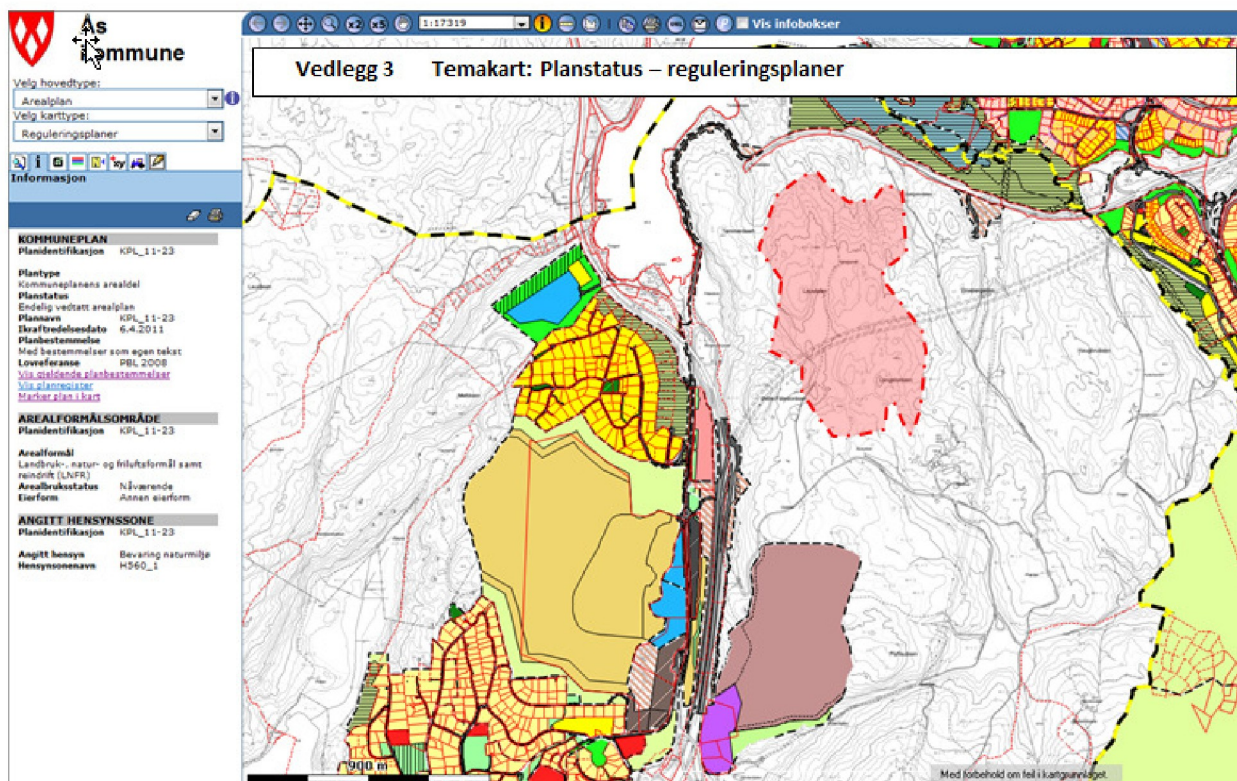 Ås
kommune
1:17319
Vis infobokser
Vedlegg 3 Temakart: Planstatus – reguleringsplaner
Velg hovedtype:
Arealplan
Velg karttype:
Reguleringsplaner
Informasjon
KOMMUNEPLAN
Planidentifikasjon KPL_11-23
Plantype
Kommuneplanens arealdel
Planstatus
Endelig vedtatt arealplan
Plannavn KPL_11-23
Ikraftredelsesdato 6.4.2011
Planbestemmelse
Med bestemmelser som egen tekst
Lovreferanse PBL 2008
Vis gjeldende planbestemmelser
Vis planregister
Marker plan i kart
AREALFORMÅLSOMRÅDE
Planidentifikasjon KPL_11-23
Arealformål
Landbruk-, natur- og friluftsformål samt
reindrift (LNFR)
Arealbruksstatus Nåværende
Eierform Annen eierform
ANGITT HENSYNSSONE
Planidentifikasjon KPL_11-23
Angitt hensyn Bevaring naturmiljø
Hensynsonenavn H560_1
900 m
Med forbehold om feil i kartgrunnlaget.